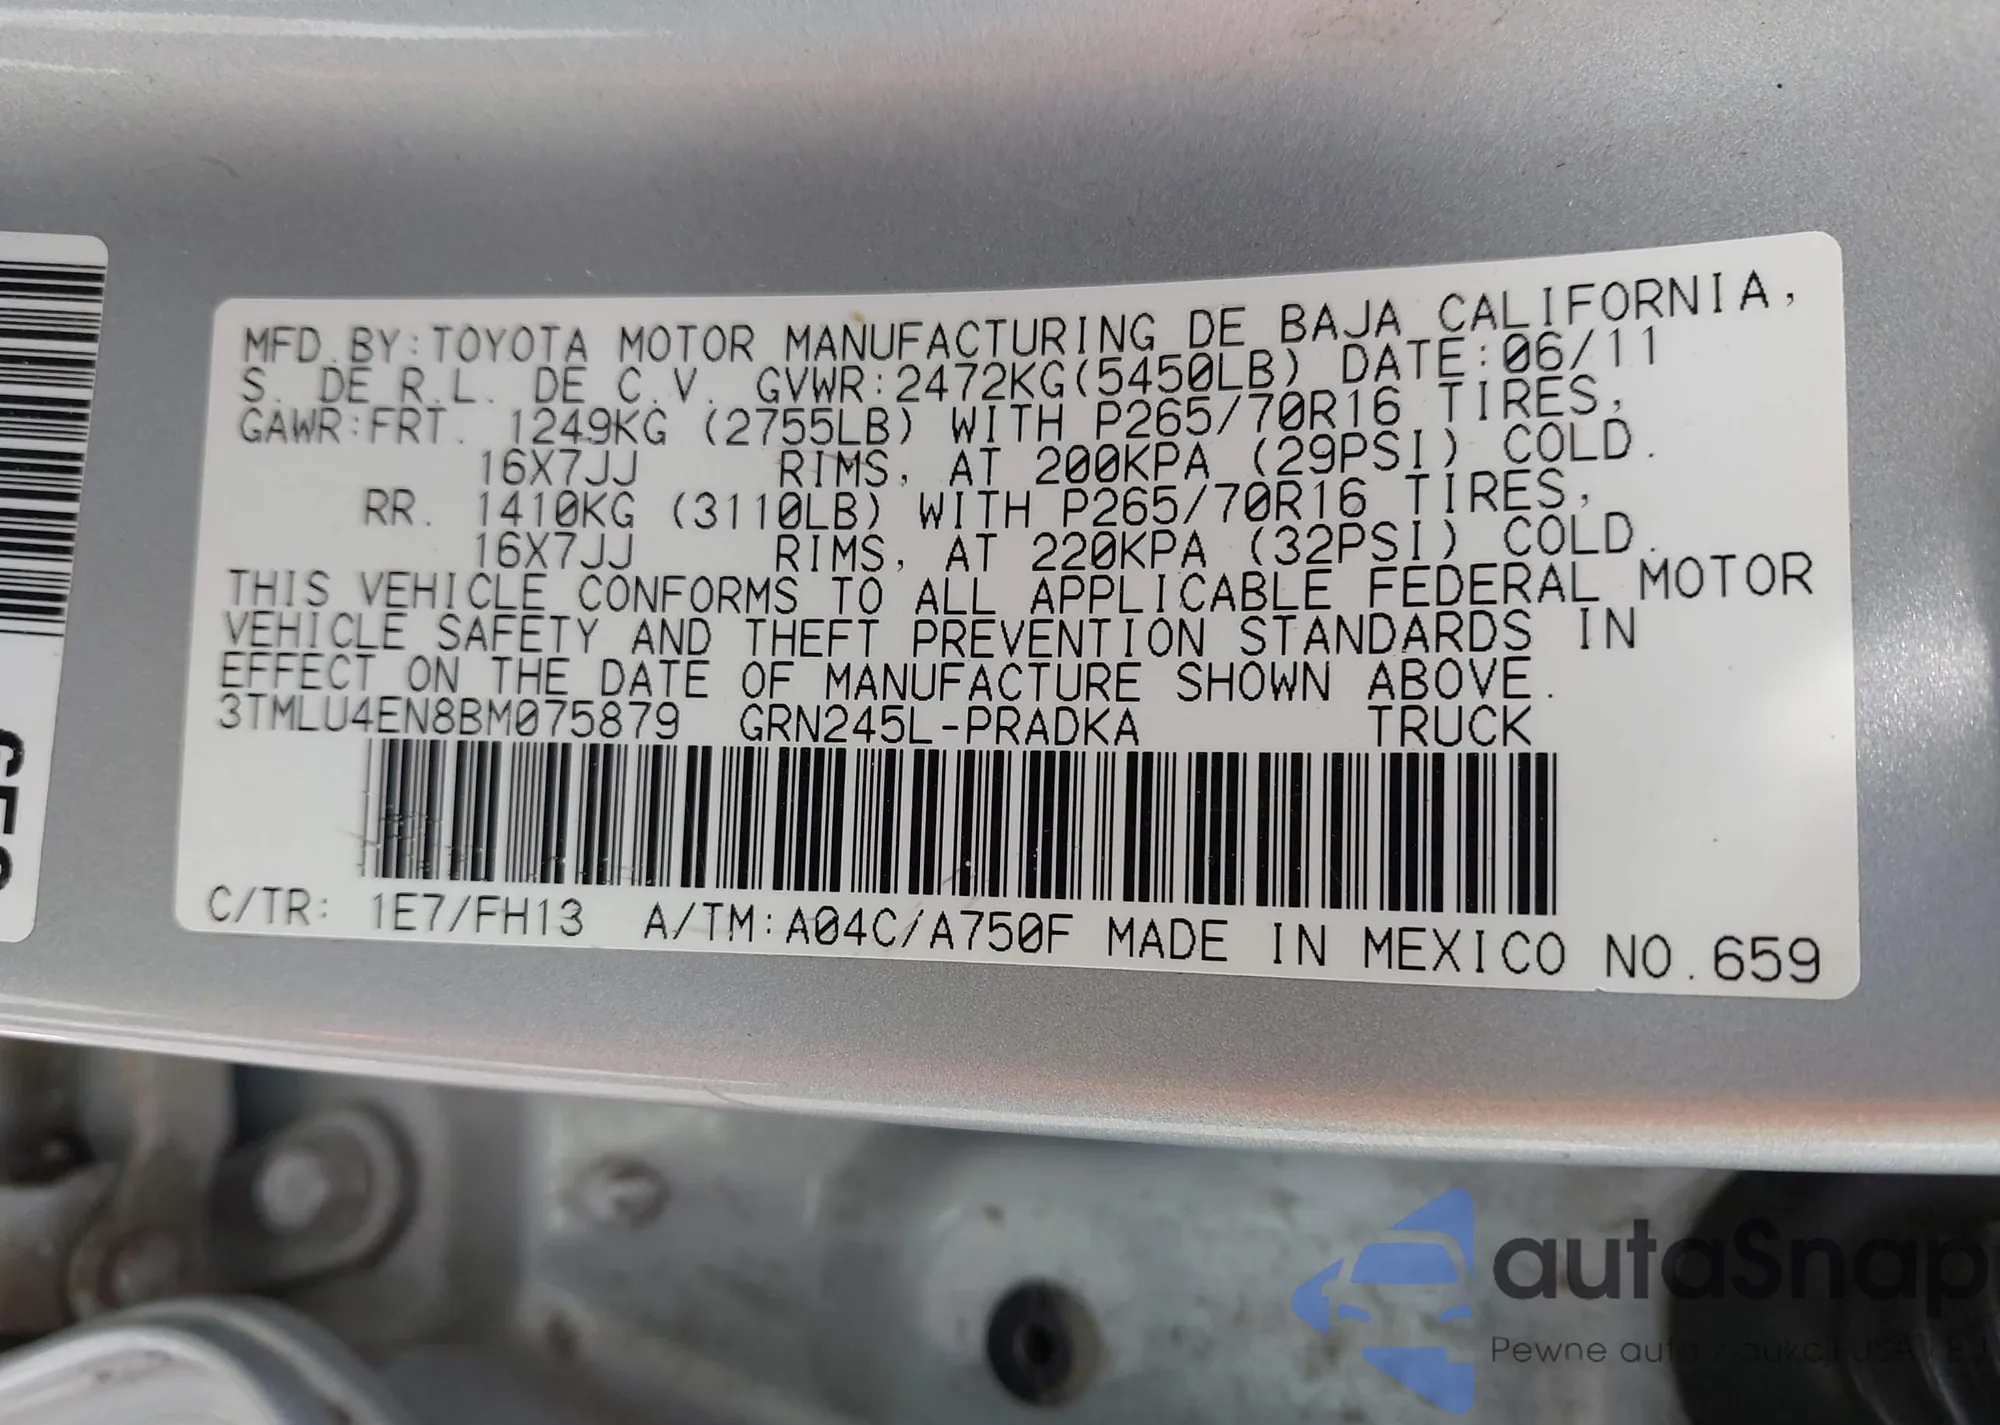 MFD.BY:TOYOTA MOTOR MANUFACTURING DE BAJA CALIFORNIA,
S. DE R.L. DE C.V. GVWR:2472KG(5450LB) DATE:06/11
GAWR:FRT. 1249KG (2755LB) WITH P265/70R16 TIRES,
16X7JJ RIMS, AT 200KPA (29PSI) COLD.
RR. 1410KG (3110LB) WITH P265/70R16 TIRES,
16X7JJ RIMS, AT 220KPA (32PSI) COLD.
THIS VEHICLE CONFORMS TO ALL APPLICABLE FEDERAL MOTOR
VEHICLE SAFETY AND THEFT PREVENTION STANDARDS IN
EFFECT ON THE DATE OF MANUFACTURE SHOWN ABOVE.
3TMLU4EN8BM075879 GRN245L-PRADKA TRUCK
C/TR: 1E7/FH13 A/TM:A04C/A750F MADE IN MEXICO NO.659
autaSnap
Pewne auta